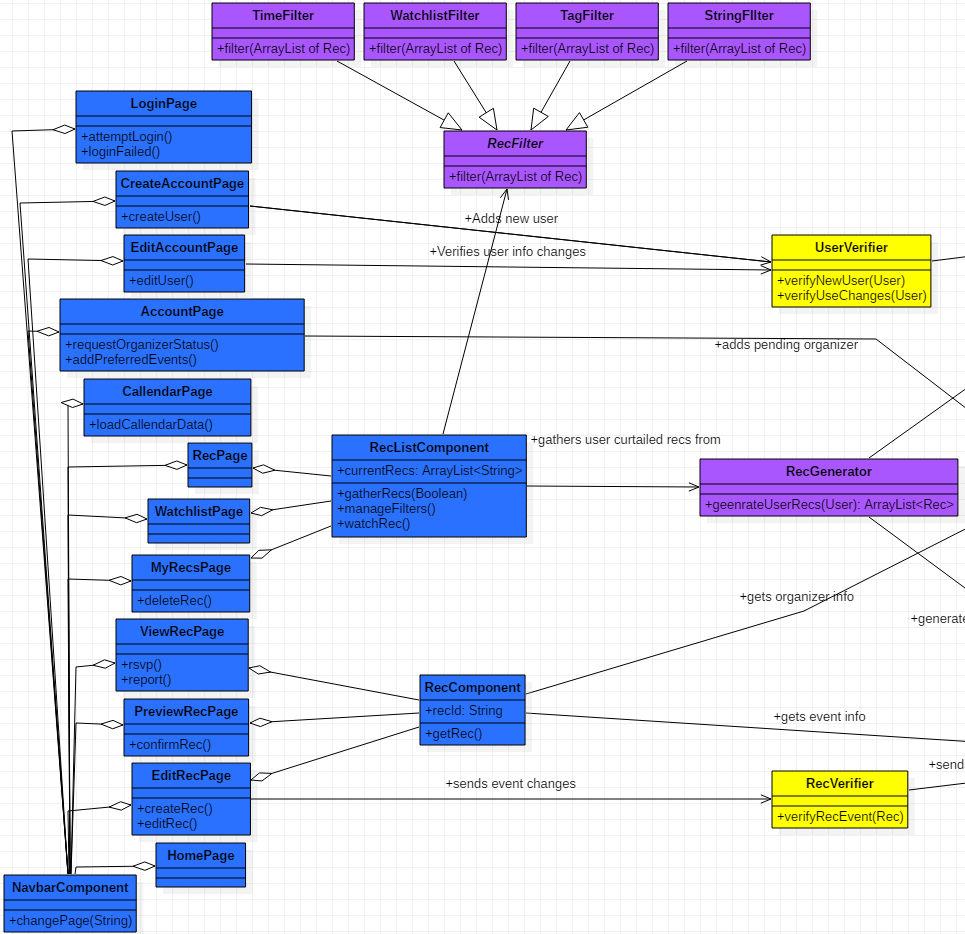 TimeFilter
+filter(ArrayList of Rec)
WatchlistFilter
+filter(ArrayList of Rec)
TagFilter
+filter(ArrayList of Rec)
StringFIlter
+filter(ArrayList of Rec)
RecFilter
+filter(ArrayList of Rec)
LoginPage
+attemptLogin()
+loginFailed()
CreateAccountPage
+createUser()
+Adds new user
EditAccountPage
+editUser()
+Verifies user info changes
UserVerifier
+verifyNewUser(User)
+verifyUseChanges(User)
AccountPage
+requestOrganizerStatus()
+addPreferredEvents()
+adds pending organizer
CallendarPage
+loadCallendarData()
RecPage
RecListComponent
+currentRecs: ArrayList<String>
+gatherRecs(Boolean)
+manageFilters()
+watchRec()
+gathers user curtailed recs from
RecGenerator
+geenrateUserRecs(User): ArrayList<Rec>
WatchlistPage
MyRecsPage
+deleteRec()
+gets organizer info
+generate
ViewRecPage
+rsvp()
+report()
RecComponent
+recId: String
+getRec()
+gets event info
PreviewRecPage
+confirmRec()
EditRecPage
+createRec()
+editRec()
+sends event changes
RecVerifier
+verifyRecEvent(Rec)
+send
HomePage
NavbarComponent
+changePage(String)